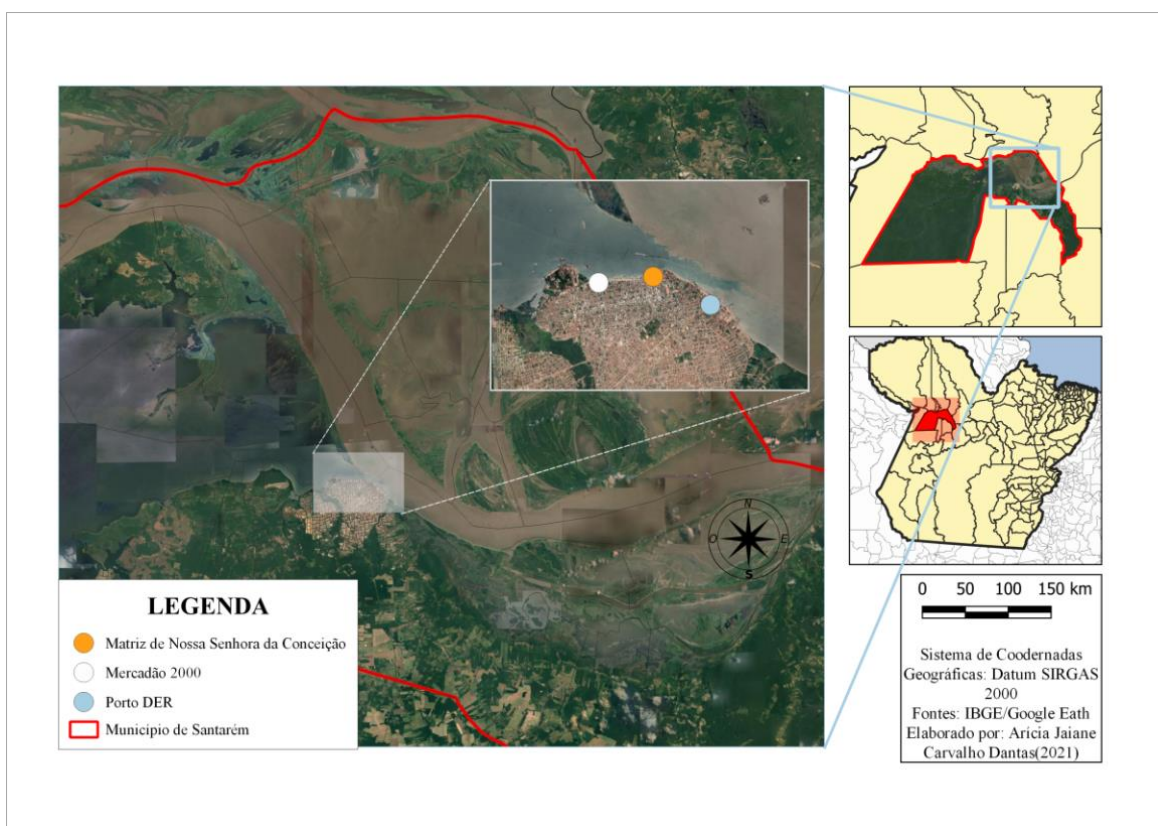 N
O
E
S
LEGENDA
Matriz de Nossa Senhora da Conceição
Mercadão 2000
Porto DER
Município de Santarém
0 50 100 150 km
Sistema de Coodernadas
Geográficas: Datum SIRGAS
2000
Fontes: IBGE/Google Eath
Elaborado por: Arícia Jaiane
Carvalho Dantas(2021)